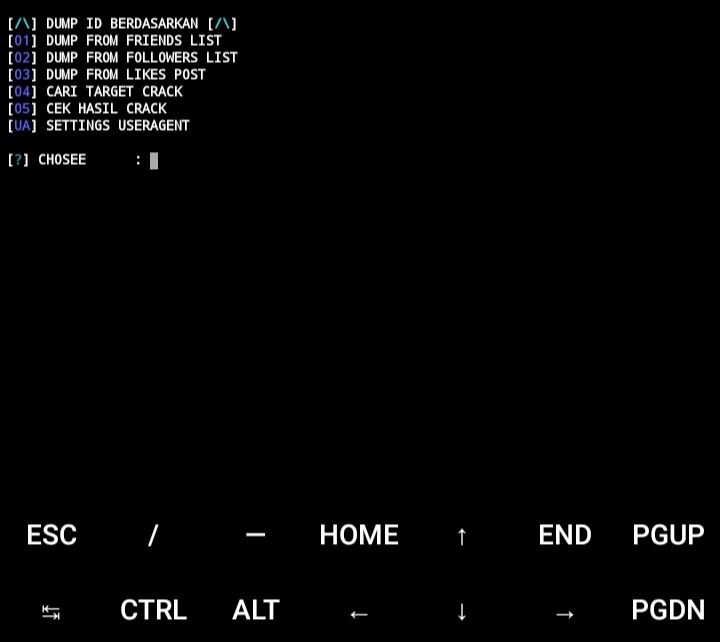 [/\] DUMP ID BERDASARKAN [/\]
[01] DUMP FROM FRIENDS LIST
[02] DUMP FROM FOLLOWERS LIST
[03] DUMP FROM LIKES POST
[04] CARI TARGET CRACK
[05] CEK HASIL CRACK
[UA] SETTINGS USERAGENT
[?] CHOSEE      :
ESC / — HOME ↑ END PGUP
↹ CTRL ALT ← ↓ → PGDN